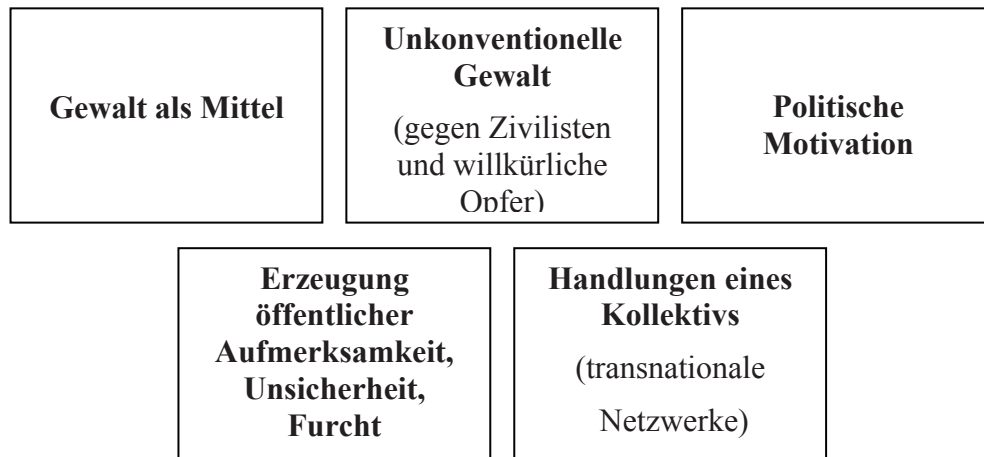 Gewalt als Mittel
Unkonventionelle
Gewalt
(gegen Zivilisten
und willkürliche
Opfer)
Politische
Motivation
Erzeugung
öffentlicher
Aufmerksamkeit,
Unsicherheit,
Furcht
Handlungen eines
Kollektivs
(transnationale
Netzwerke)